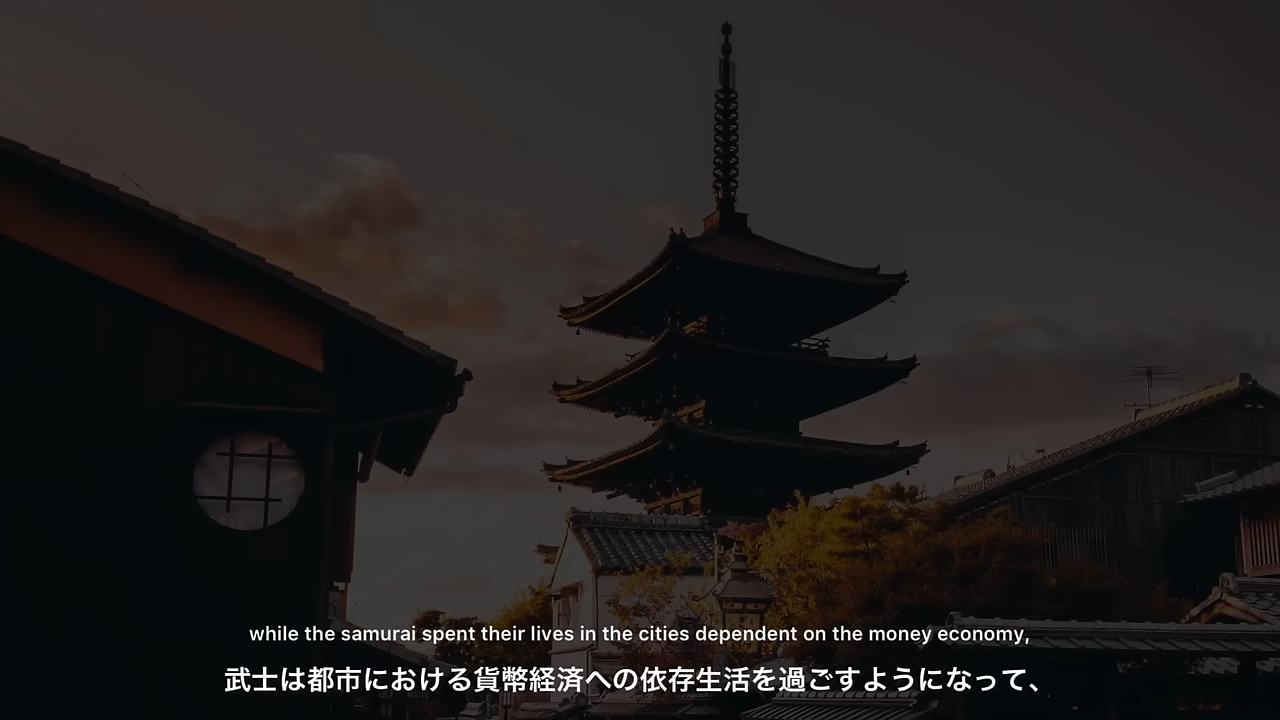 while the samurai spent their lives in the cities dependent on the money economy,
武士は都市における貨幣経済への依存生活を過ごすようになって、